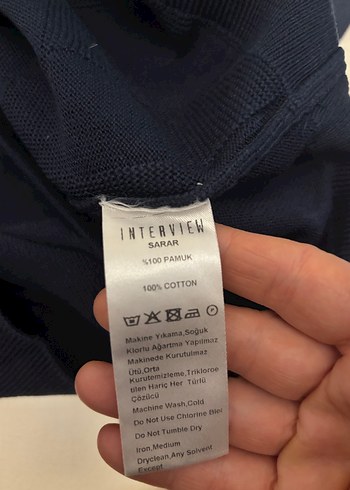 INTERVIEW
SARAR
%100 PAMUK
100% COTTON
Makine Yıkama,Soğuk
Klorlu Ağartma Yapılmaz
Makinede Kurutulmaz
Ütü,Orta
Kurutemizleme,Trikloroe
tilen Hariç Her Türlü
Çözücü
Machine Wash,Cold
Do Not Use Chlorine Blea
Do Not Tumble Dry
Iron,Medium
Dryclean,Any Solvent
Except